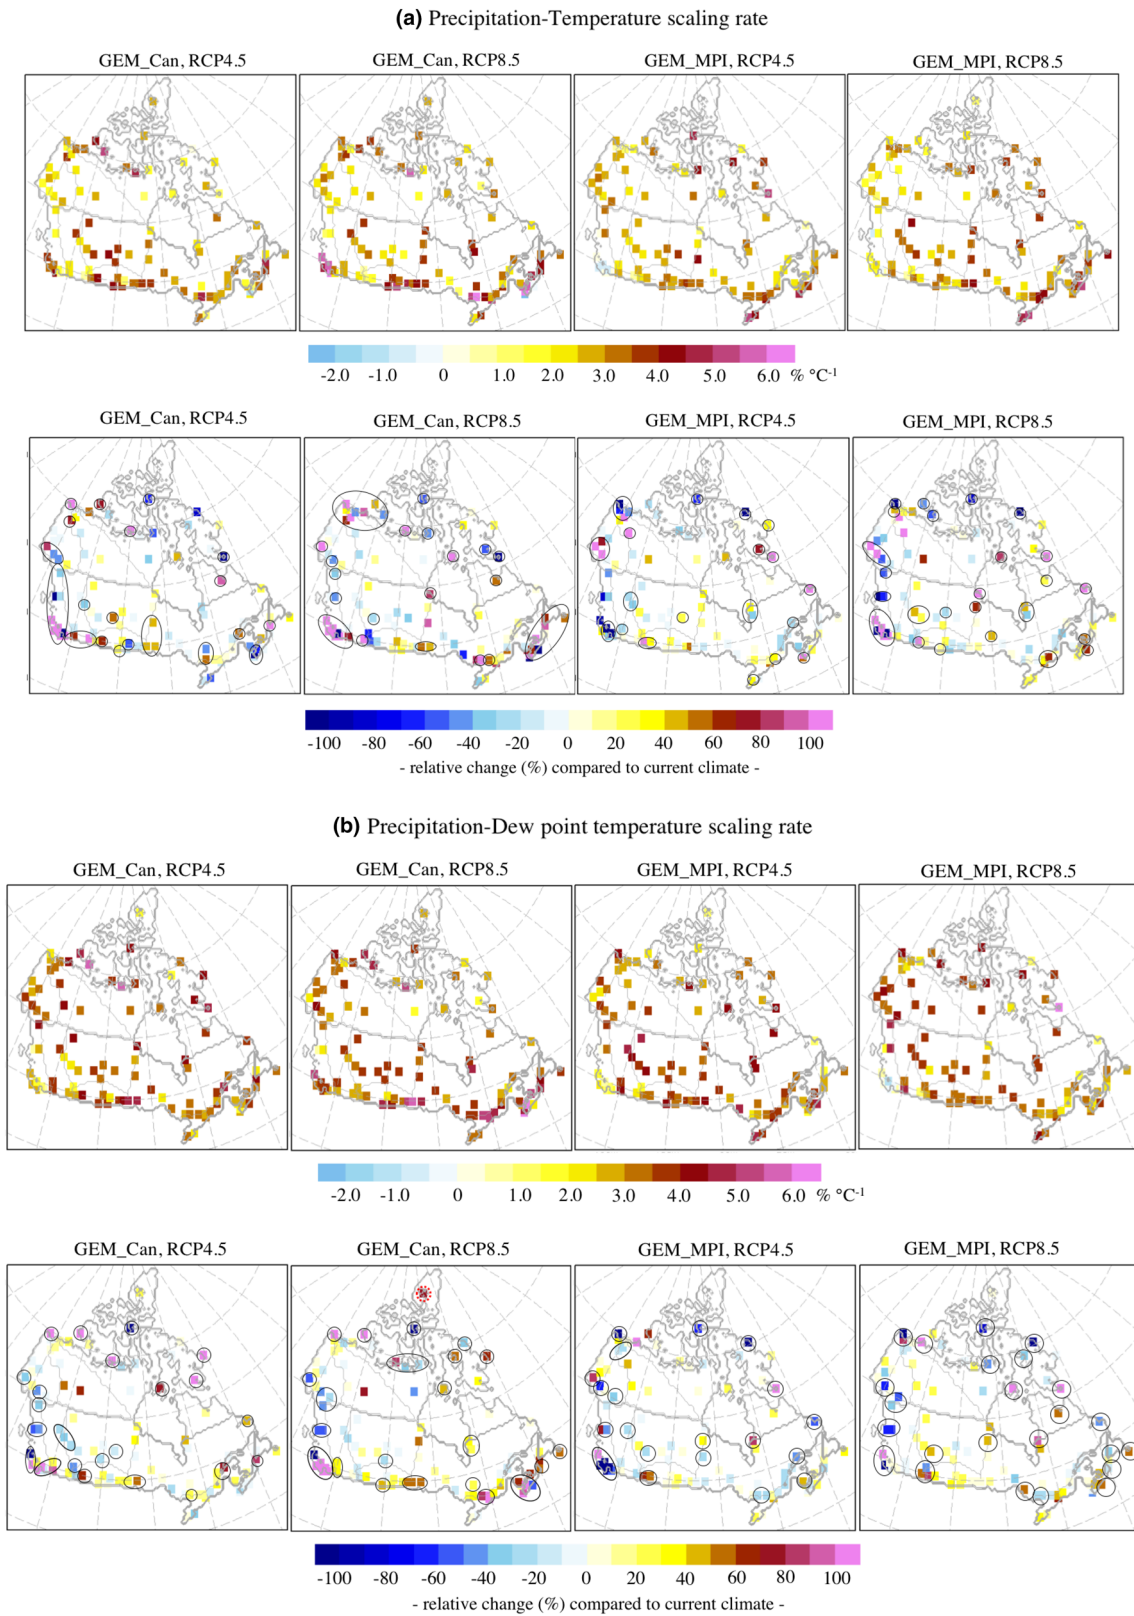 (a) Precipitation-Temperature scaling rate
GEM_Can, RCP4.5 GEM_Can, RCP8.5 GEM_MPI, RCP4.5 GEM_MPI, RCP8.5
-2.0 -1.0 0 1.0 2.0 3.0 4.0 5.0 6.0 % °C-1
GEM_Can, RCP4.5 GEM_Can, RCP8.5 GEM_MPI, RCP4.5 GEM_MPI, RCP8.5
-100 -80 -60 -40 -20 0 20 40 60 80 100
- relative change (%) compared to current climate -
(b) Precipitation-Dew point temperature scaling rate
GEM_Can, RCP4.5 GEM_Can, RCP8.5 GEM_MPI, RCP4.5 GEM_MPI, RCP8.5
-2.0 -1.0 0 1.0 2.0 3.0 4.0 5.0 6.0 % °C-1
GEM_Can, RCP4.5 GEM_Can, RCP8.5 GEM_MPI, RCP4.5 GEM_MPI, RCP8.5
-100 -80 -60 -40 -20 0 20 40 60 80 100
- relative change (%) compared to current climate -